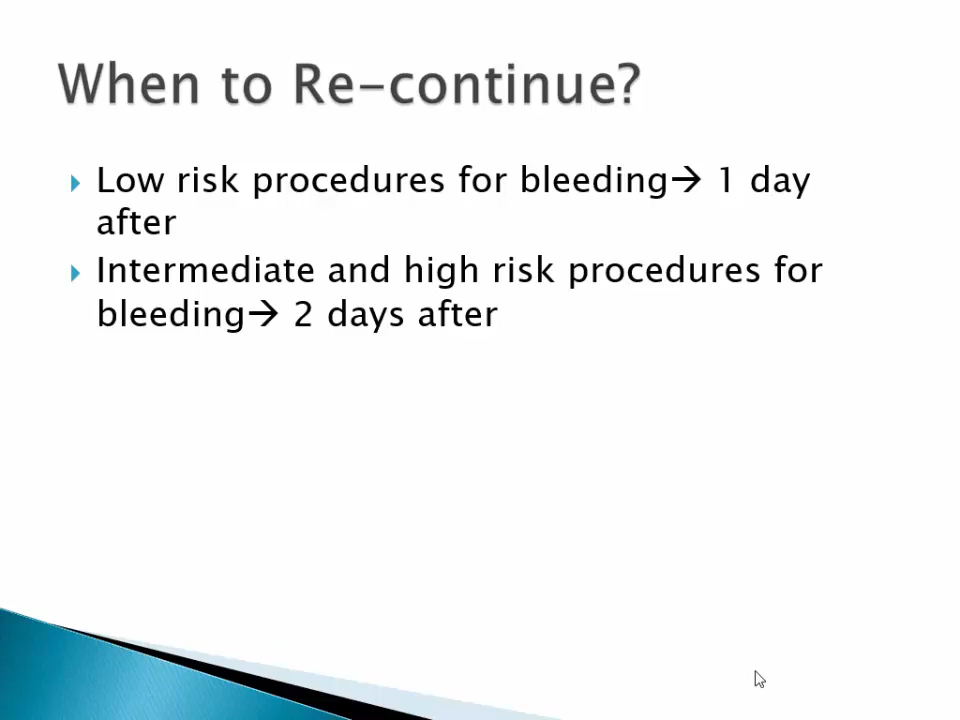 When to Re-continue?
Low risk procedures for bleeding→ 1 day
after
Intermediate and high risk procedures for
bleeding→ 2 days after